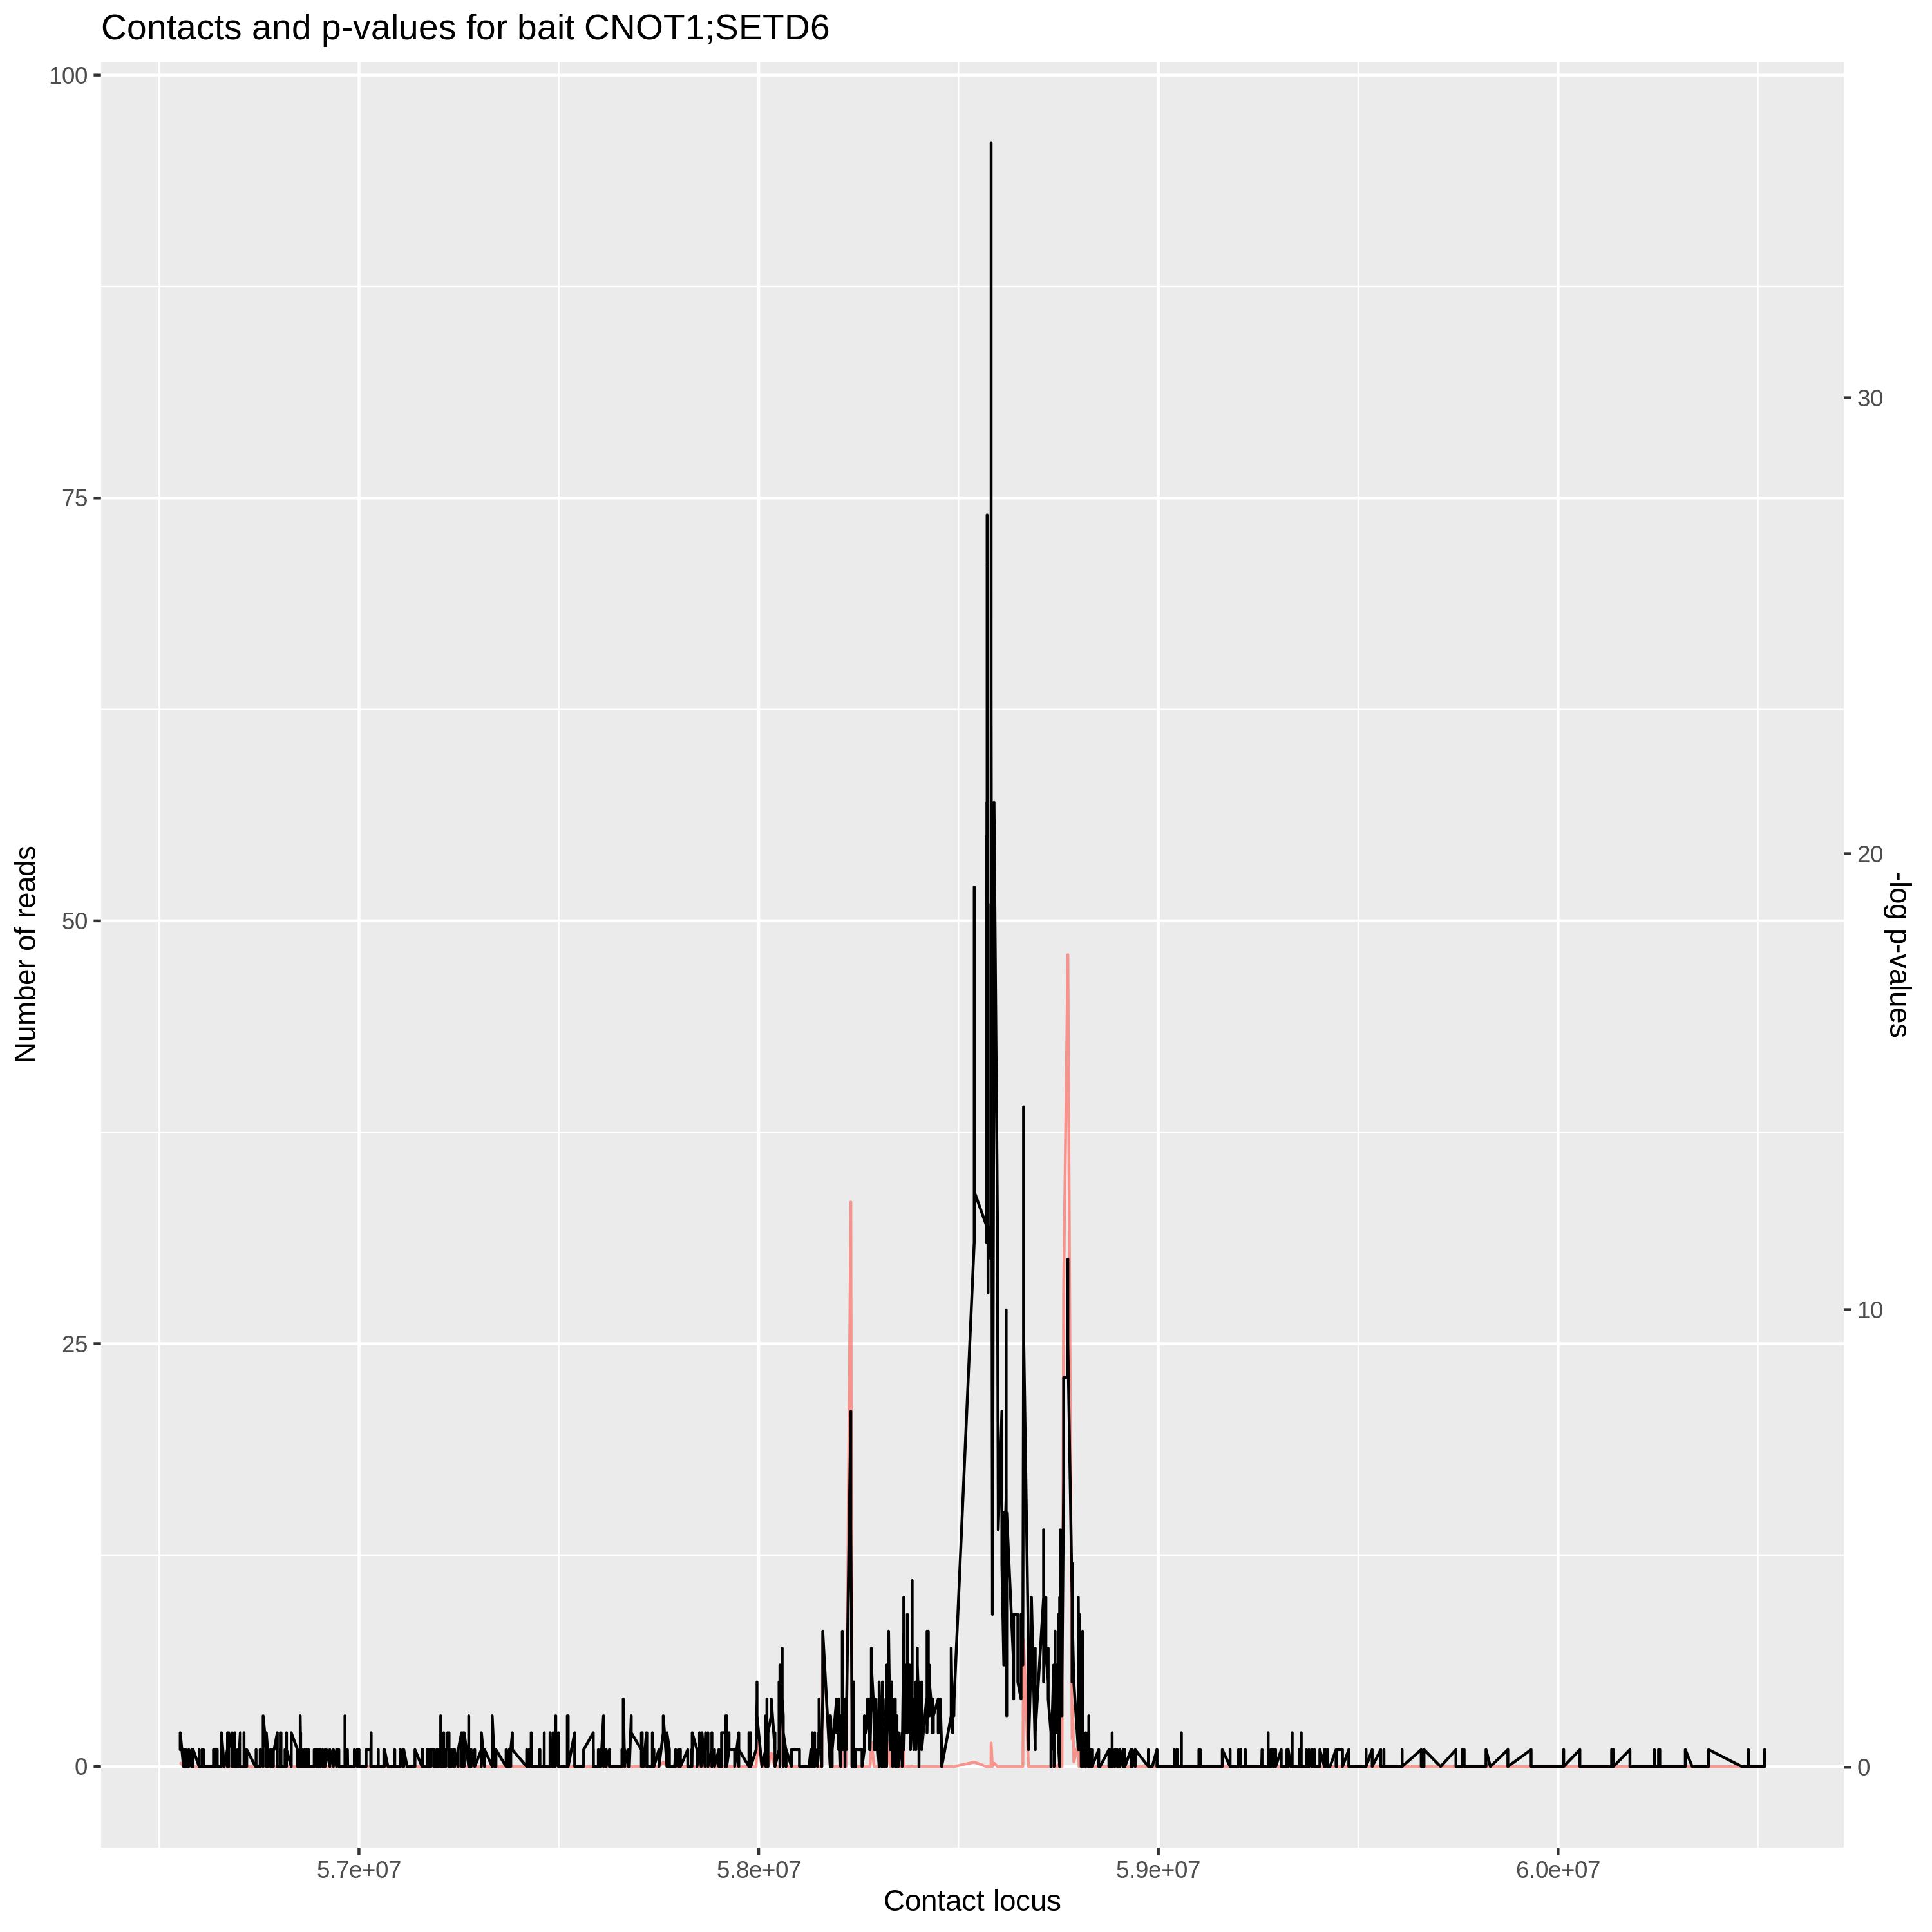 Contacts and p-values for bait CNOT1;SETD6
100
75
50
25
0
Number of reads
30
20
10
0
-log p-values
5.7e+07
5.8e+07
5.9e+07
6.0e+07
Contact locus